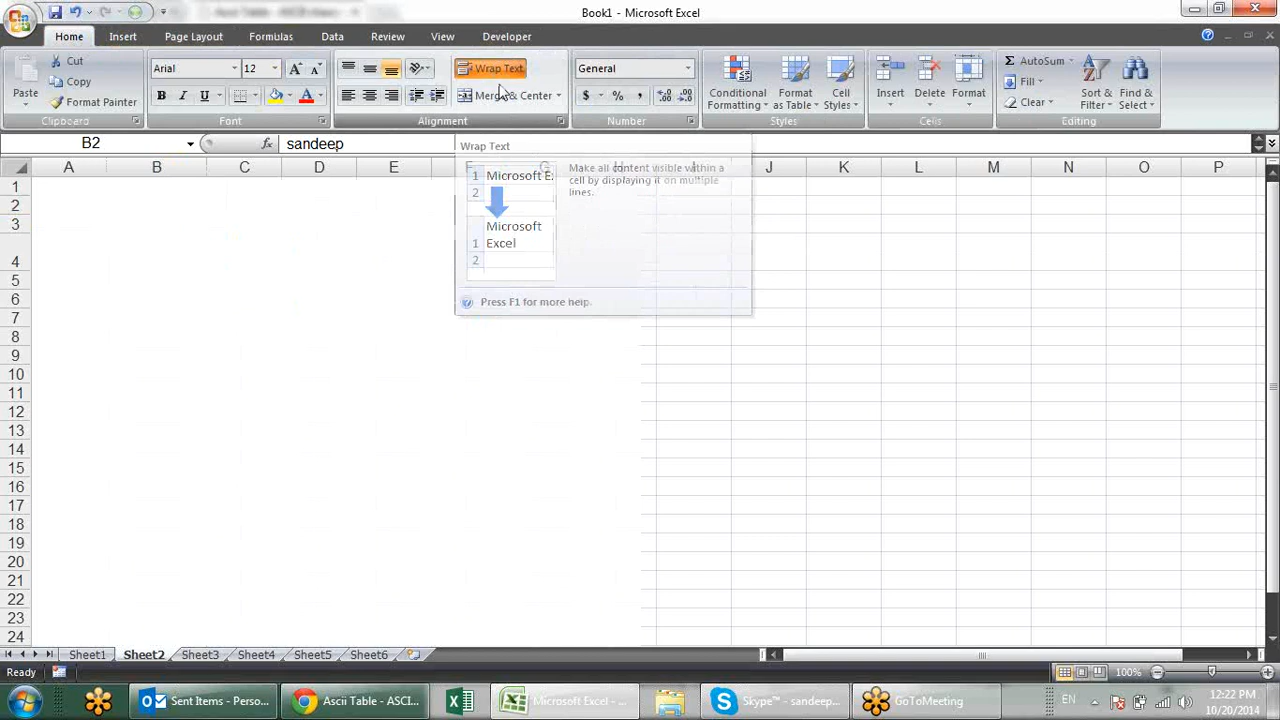 Book1 - Microsoft Excel
Home Insert Page Layout Formulas Data Review View Developer
Cut
Copy
Format Painter
Paste
Clipboard
Arial 12
B I U
Font
Wrap Text
Merge & Center
Alignment
General
$ % ,
Number
Conditional Formatting
Format as Table
Cell Styles
Styles
Insert Delete Format
Cells
Σ AutoSum
Fill
Clear
Sort & Filter
Find & Select
Editing
B2 fx sandeep
Wrap Text
Make all content visible within a
cell by displaying it on multiple
lines.
1 Microsoft E
2
Microsoft
1 Excel
2
Press F1 for more help.
A B C D E F G H I J K L M N O P
1
2
3
4
5
6
7
8
9
10
11
12
13
14
15
16
17
18
19
20
21
22
23
24
Sheet1 Sheet2 Sheet3 Sheet4 Sheet5 Sheet6
Ready 100%
Sent Items - Perso... Ascii Table - ASCI... Microsoft Excel - ... Skype™ - sandeep... GoToMeeting EN 12:22 PM
10/20/2014